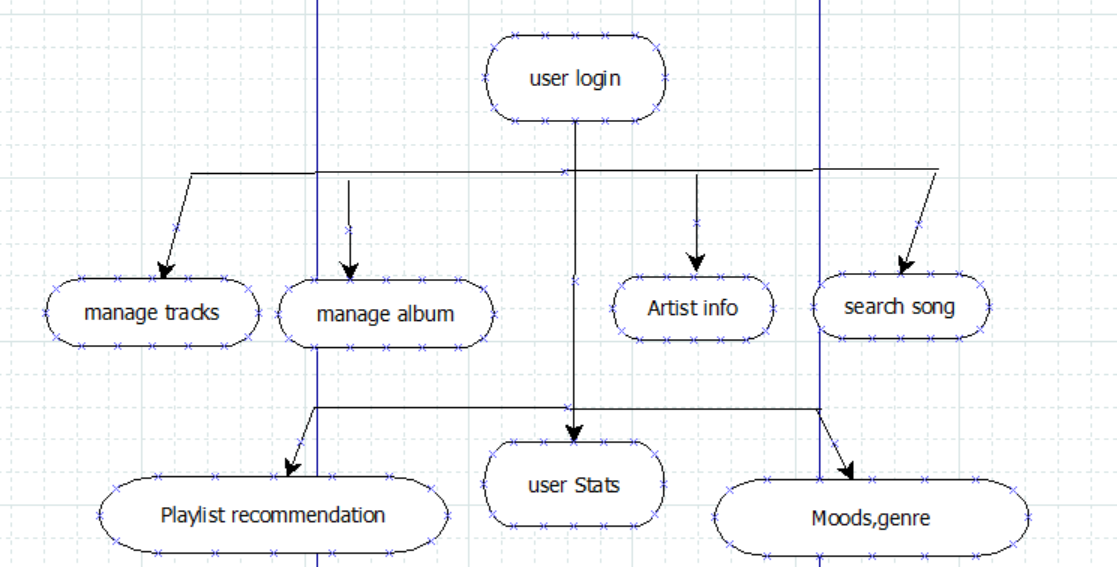 user login
manage tracks
manage album
Artist info
search song
Playlist recommendation
user Stats
Moods,genre